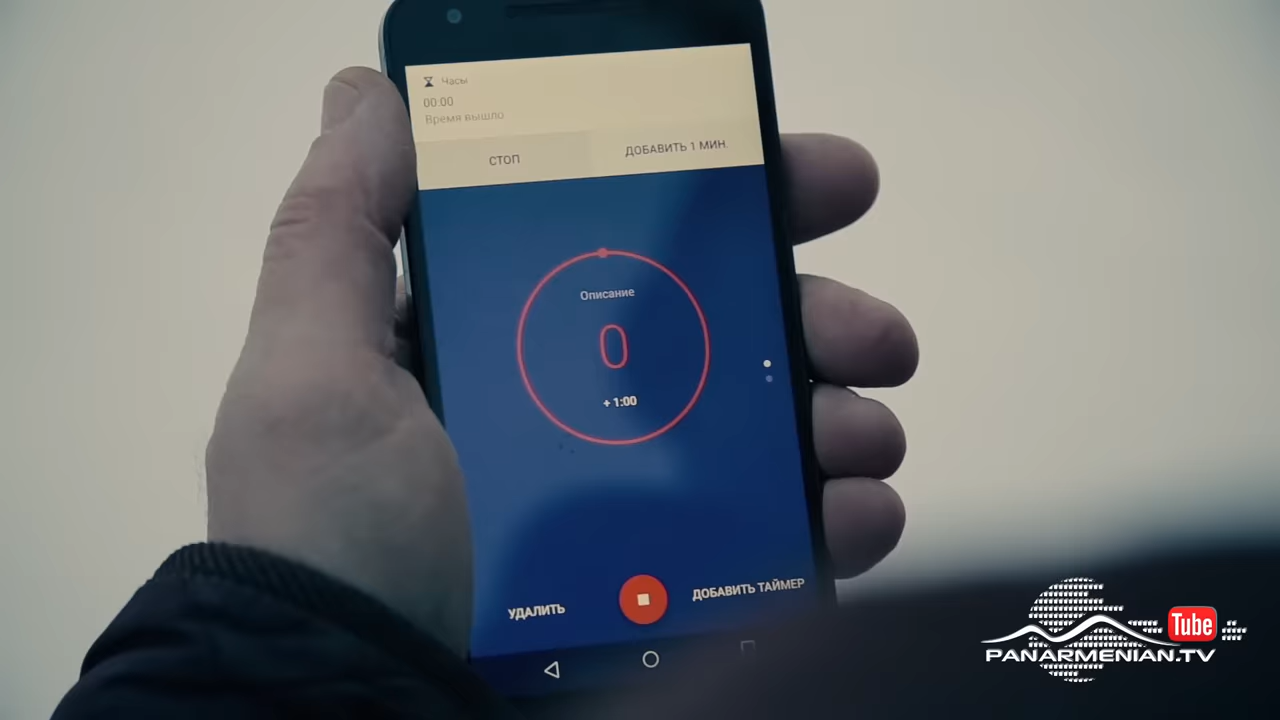 Часы
00:00
Время вышло
СТОП
ДОБАВИТЬ 1 МИН.
Описание
0
+ 1:00
УДАЛИТЬ
ДОБАВИТЬ ТАЙМЕР
Tube
PANARMENIAN.TV